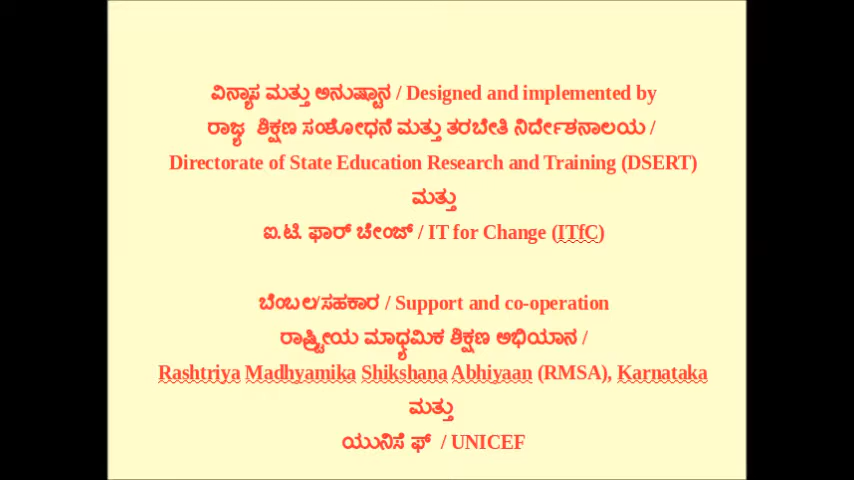 ವಿನ್ಯಾಸ ಮತ್ತು ಅನುಷ್ಟಾನ / Designed and implemented by
ರಾಜ್ಯ ಶಿಕ್ಷಣ ಸಂಶೋಧನೆ ಮತ್ತು ತರಬೇತಿ ನಿರ್ದೇಶನಾಲಯ /
Directorate of State Education Research and Training (DSERT)
ಮತ್ತು
ಐ.ಟಿ. ಫಾರ್ ಚೇಂಜ್ / IT for Change (ITfC)
ಬೆಂಬಲ/ಸಹಕಾರ / Support and co-operation
ರಾಷ್ಟ್ರೀಯ ಮಾಧ್ಯಮಿಕ ಶಿಕ್ಷಣ ಅಭಿಯಾನ /
Rashtriya Madhyamika Shikshana Abhiyaan (RMSA), Karnataka
ಮತ್ತು
ಯುನಿಸೆಫ್ / UNICEF